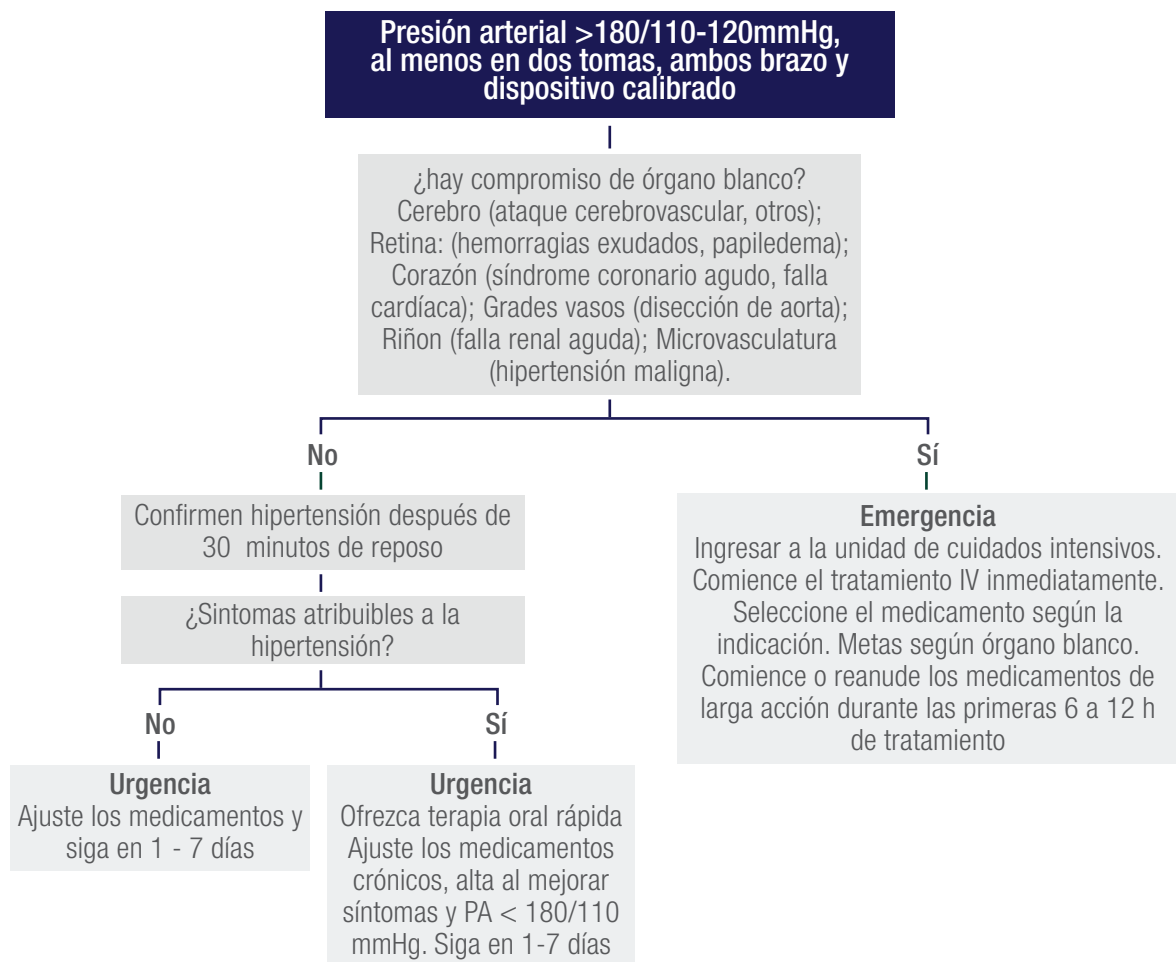 Presión arterial >180/110-120mmHg,
al menos en dos tomas, ambos brazo y
dispositivo calibrado
¿hay compromiso de órgano blanco?
Cerebro (ataque cerebrovascular, otros);
Retina: (hemorragias exudados, papiledema);
Corazón (síndrome coronario agudo, falla
cardíaca); Grades vasos (disección de aorta);
Riñon (falla renal aguda); Microvasculatura
(hipertensión maligna).
No
Sí
Confirmen hipertensión después de
30 minutos de reposo
¿Sintomas atribuibles a la
hipertensión?
Emergencia
Ingresar a la unidad de cuidados intensivos.
Comience el tratamiento IV inmediatamente.
Seleccione el medicamento según la
indicación. Metas según órgano blanco.
Comience o reanude los medicamentos de
larga acción durante las primeras 6 a 12 h
de tratamiento
No
Sí
Urgencia
Ajuste los medicamentos y
siga en 1 - 7 días
Urgencia
Ofrezca terapia oral rápida
Ajuste los medicamentos
crónicos, alta al mejorar
síntomas y PA < 180/110
mmHg. Siga en 1-7 días